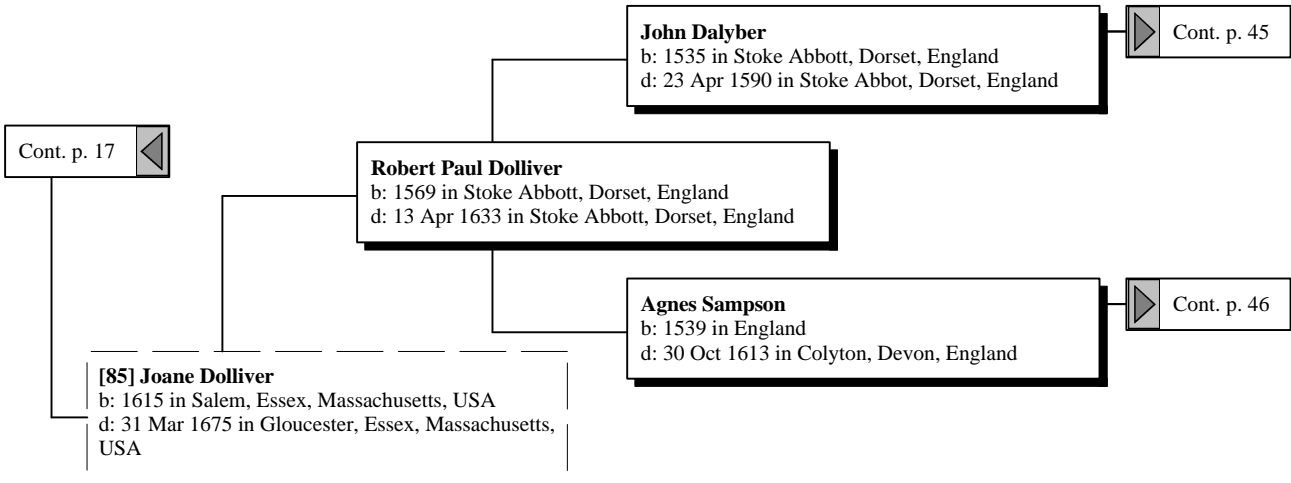 John Dalyber
b: 1535 in Stoke Abbott, Dorset, England
d: 23 Apr 1590 in Stoke Abbot, Dorset, England
Cont. p. 45
Cont. p. 17
Robert Paul Dolliver
b: 1569 in Stoke Abbott, Dorset, England
d: 13 Apr 1633 in Stoke Abbott, Dorset, England
Agnes Sampson
b: 1539 in England
d: 30 Oct 1613 in Colyton, Devon, England
Cont. p. 46
[85] Joane Dolliver
b: 1615 in Salem, Essex, Massachusetts, USA
d: 31 Mar 1675 in Gloucester, Essex, Massachusetts,
USA